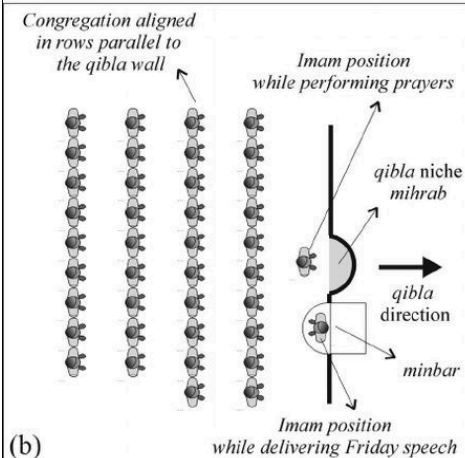 Congregation aligned
in rows parallel to
the qibla wall
Imam position
while performing prayers
qibla niche
mihrab
qibla
direction
minbar
Imam position
while delivering Friday speech
(b)